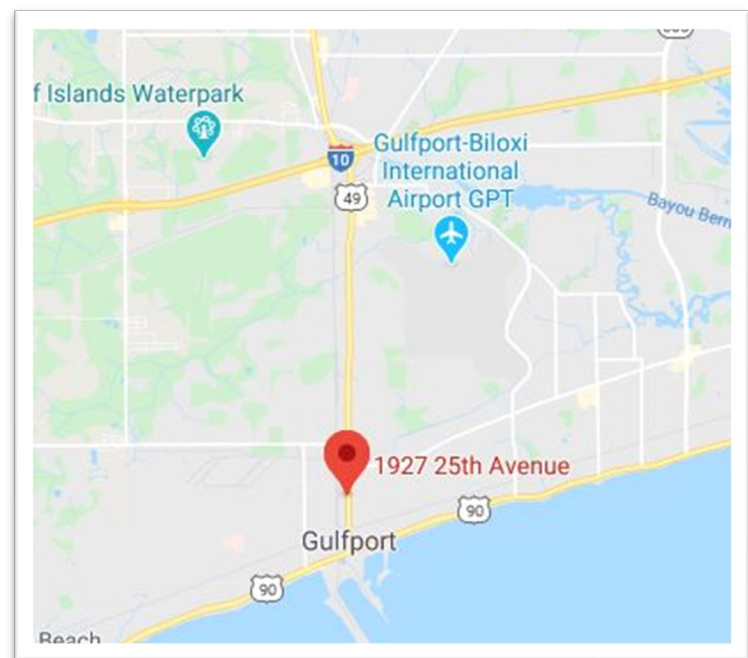 f Islands Waterpark
Gulfport-Biloxi
International
Airport GPT
10
49
Bayou Bern
1927 25th Avenue
90
Gulfport
90
Beach